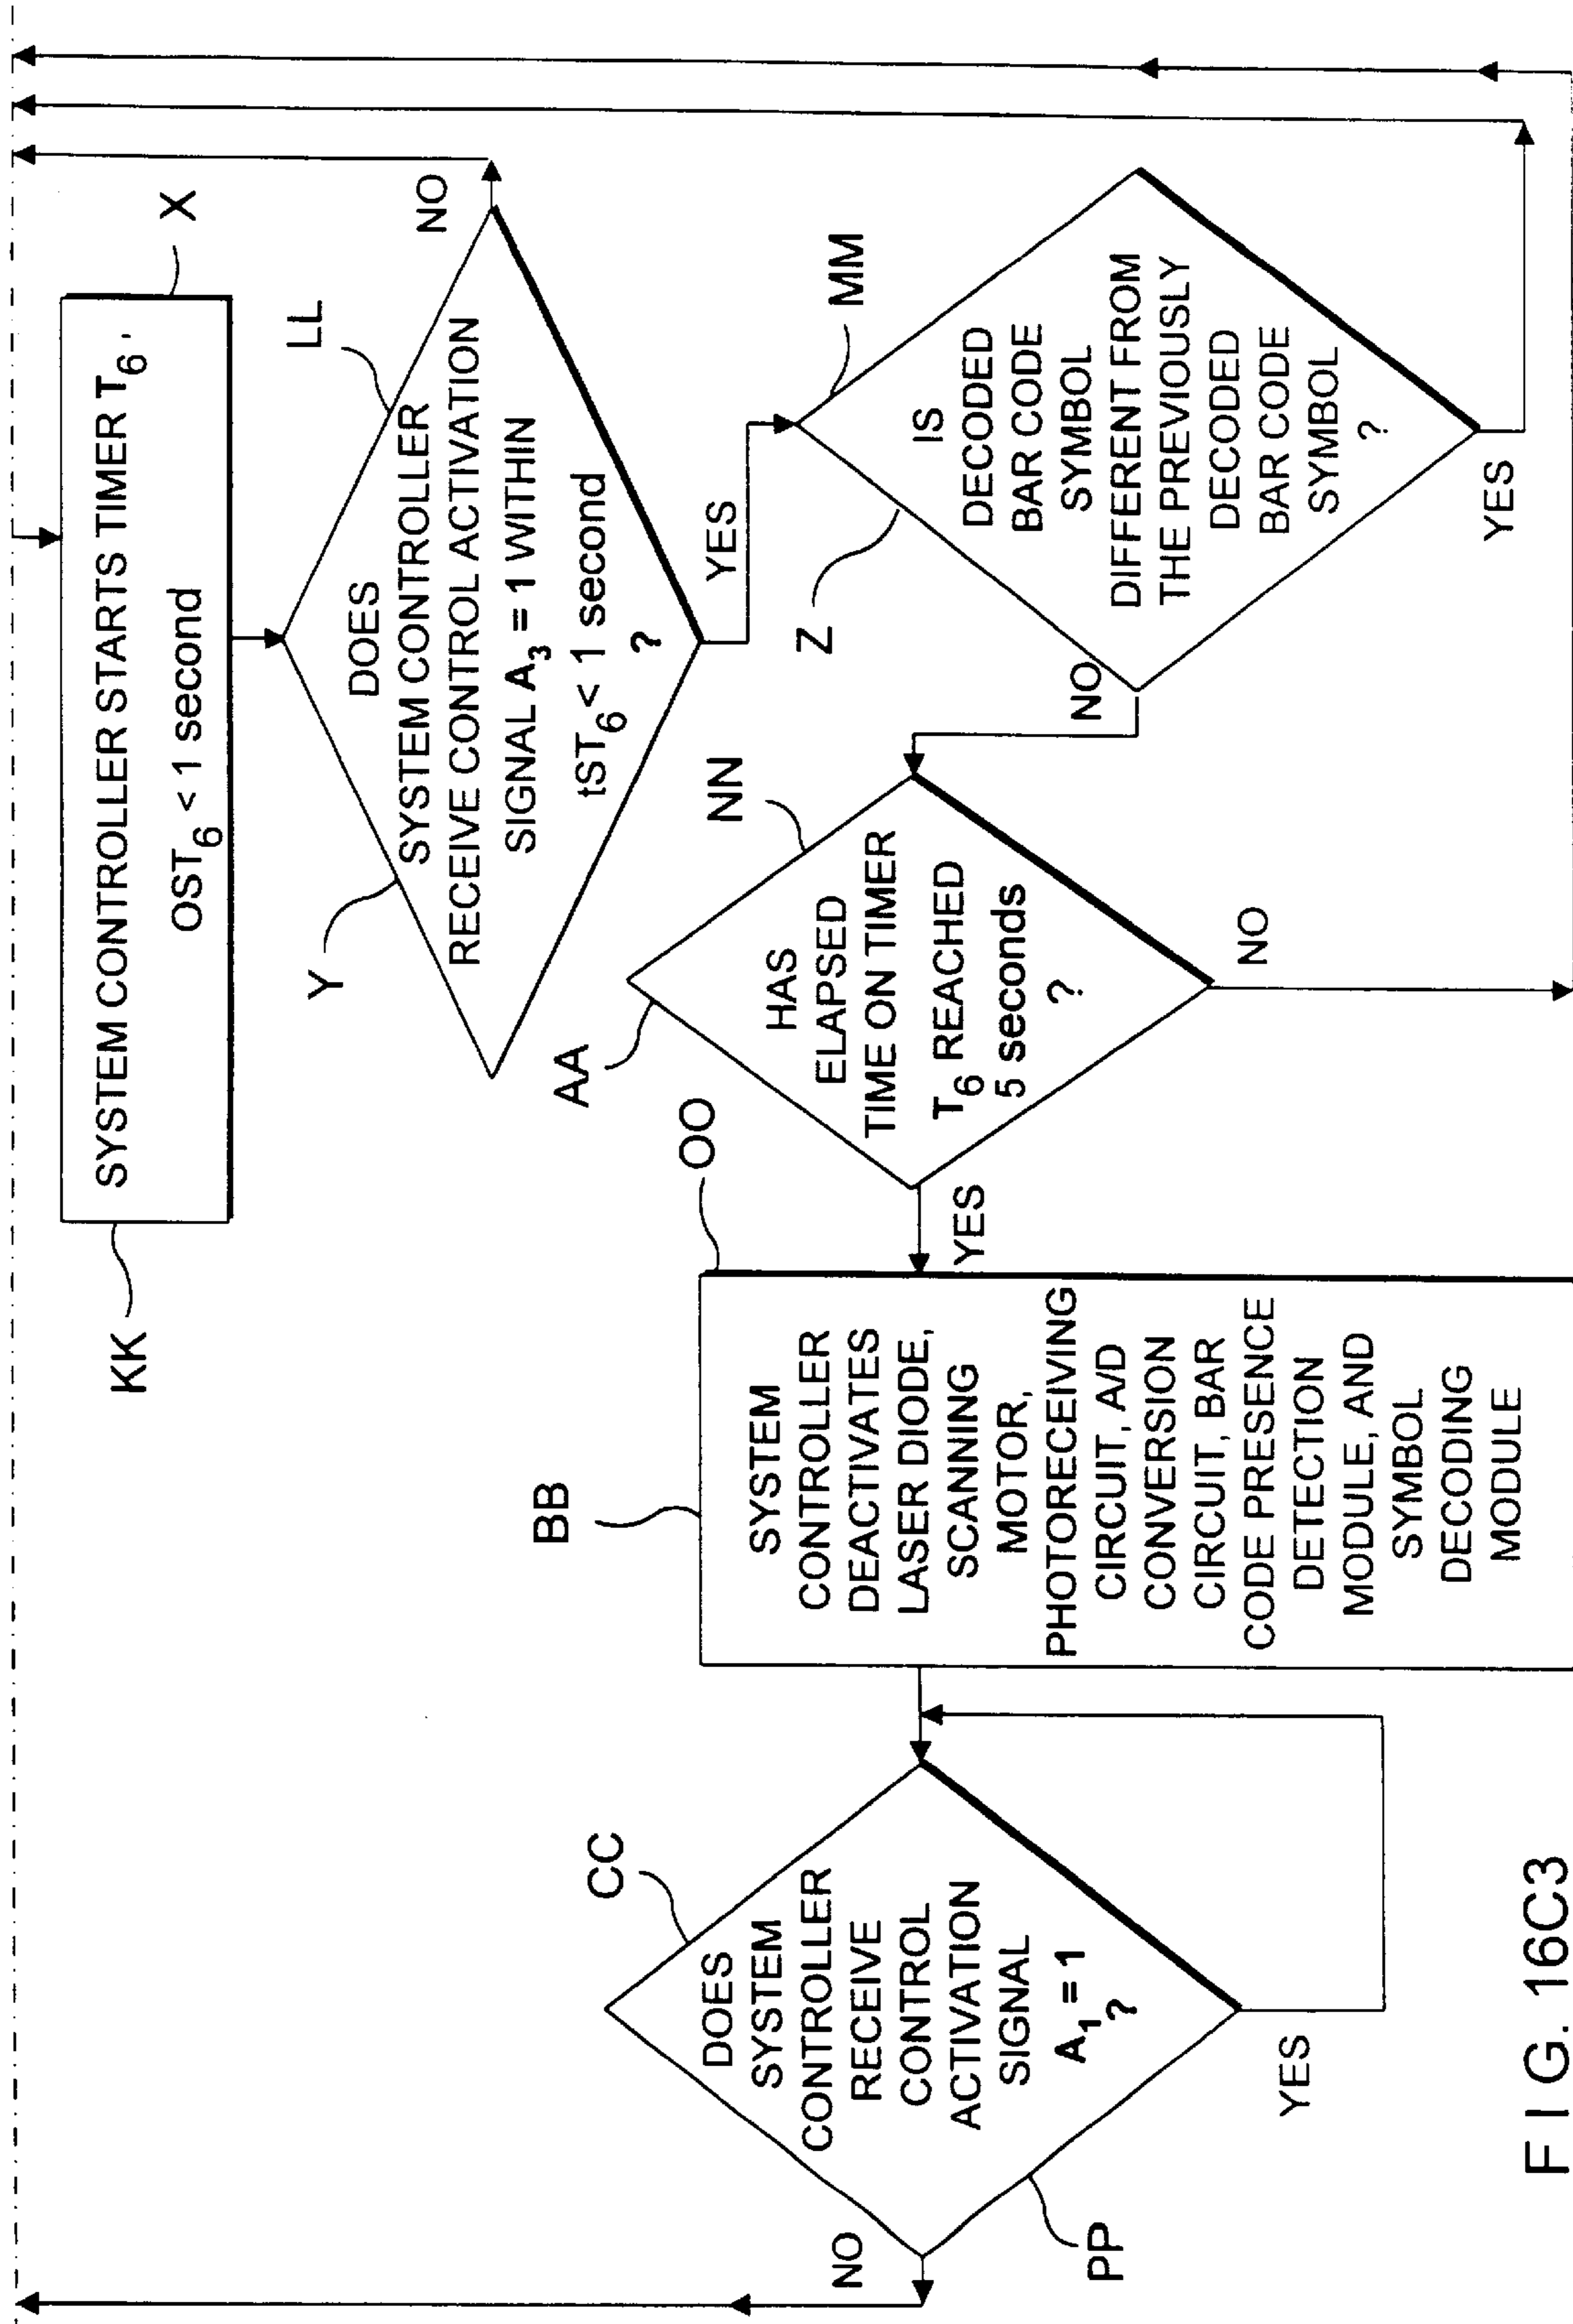 KK
SYSTEM CONTROLLER STARTS TIMER T6'
OST6 < 1 second
X
Y
LL
DOES
SYSTEM CONTROLLER
RECEIVE CONTROL ACTIVATION
SIGNAL A3 = 1 WITHIN
tST6 < 1 second
?
NO
YES
Z
MM
IS
DECODED
BAR CODE
SYMBOL
DIFFERENT FROM
THE PREVIOUSLY
DECODED
BAR CODE
SYMBOL
?
YES
NO
AA
NN
HAS
ELAPSED
TIME ON TIMER
T6 REACHED
5 seconds
?
NO
YES
BB
OO
SYSTEM
CONTROLLER
DEACTIVATES
LASER DIODE,
SCANNING
MOTOR,
PHOTORECEIVING
CIRCUIT, A/D
CONVERSION
CIRCUIT, BAR
CODE PRESENCE
DETECTION
MODULE, AND
SYMBOL
DECODING
MODULE
CC
DOES
SYSTEM
CONTROLLER
RECEIVE
CONTROL
ACTIVATION
SIGNAL
A1 = 1
?
YES
NO
PP
FIG. 16C3